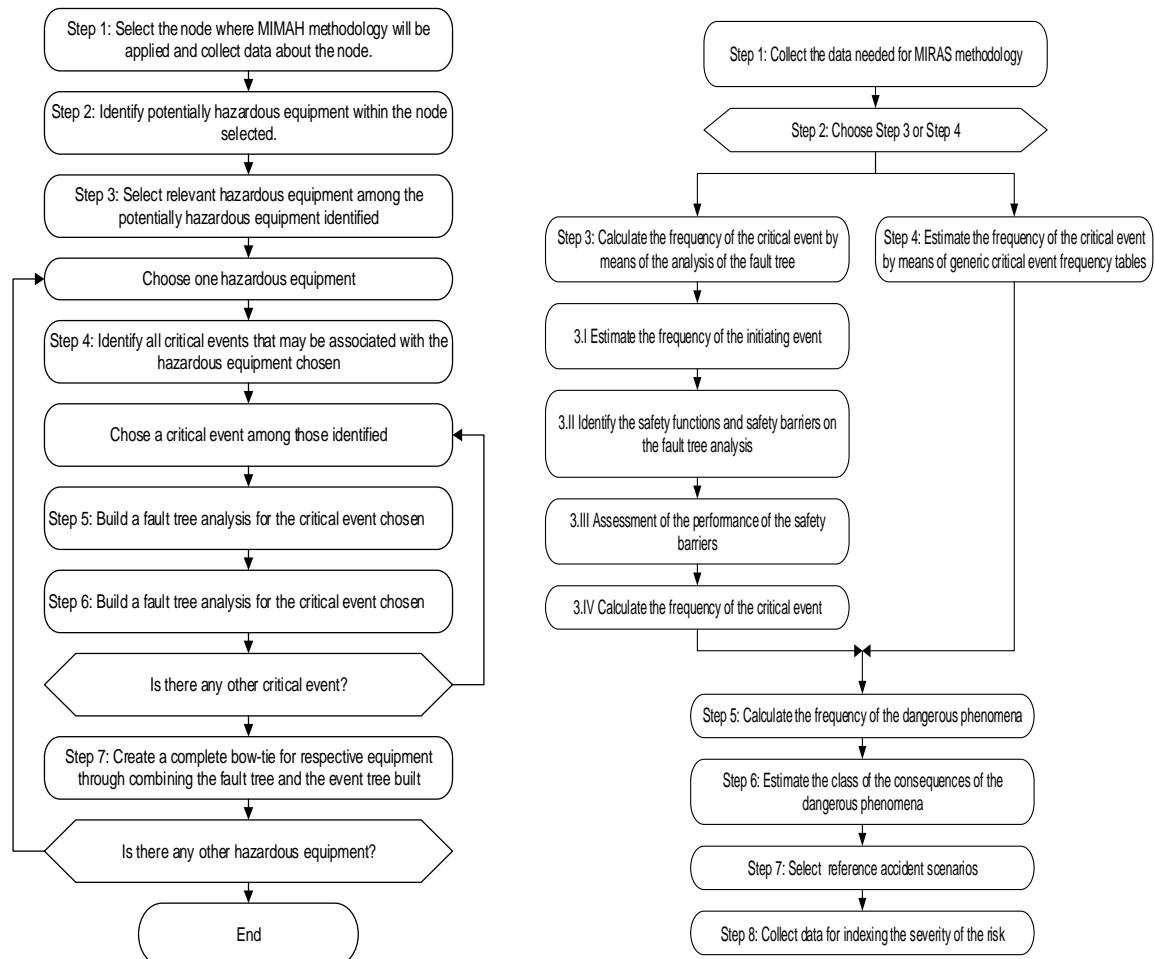 Step 1: Select the node where MIMAH methodology will be
applied and collect data about the node.
Step 2: Identify potentially hazardous equipment within the node
selected.
Step 3: Select relevant hazardous equipment among the
potentially hazardous equipment identified
Choose one hazardous equipment
Step 4: Identify all critical events that may be associated with the
hazardous equipment chosen
Chose a critical event among those identified
Step 5: Build a fault tree analysis for the critical event chosen
Step 6: Build a fault tree analysis for the critical event chosen
Is there any other critical event?
Step 7: Create a complete bow-tie for respective equipment
through combining the fault tree and the event tree built
Is there any other hazardous equipment?
End
Step 1: Collect the data needed for MIRAS methodology
Step 2: Choose Step 3 or Step 4
Step 3: Calculate the frequency of the critical event by
means of the analysis of the fault tree
Step 4: Estimate the frequency of the critical event
by means of generic critical event frequency tables
3.I Estimate the frequency of the initiating event
3.II Identify the safety functions and safety barriers on
the fault tree analysis
3.III Assessment of the performance of the safety
barriers
3.IV Calculate the frequency of the critical event
Step 5: Calculate the frequency of the dangerous phenomena
Step 6: Estimate the class of the consequences of the
dangerous phenomena
Step 7: Select reference accident scenarios
Step 8: Collect data for indexing the severity of the risk